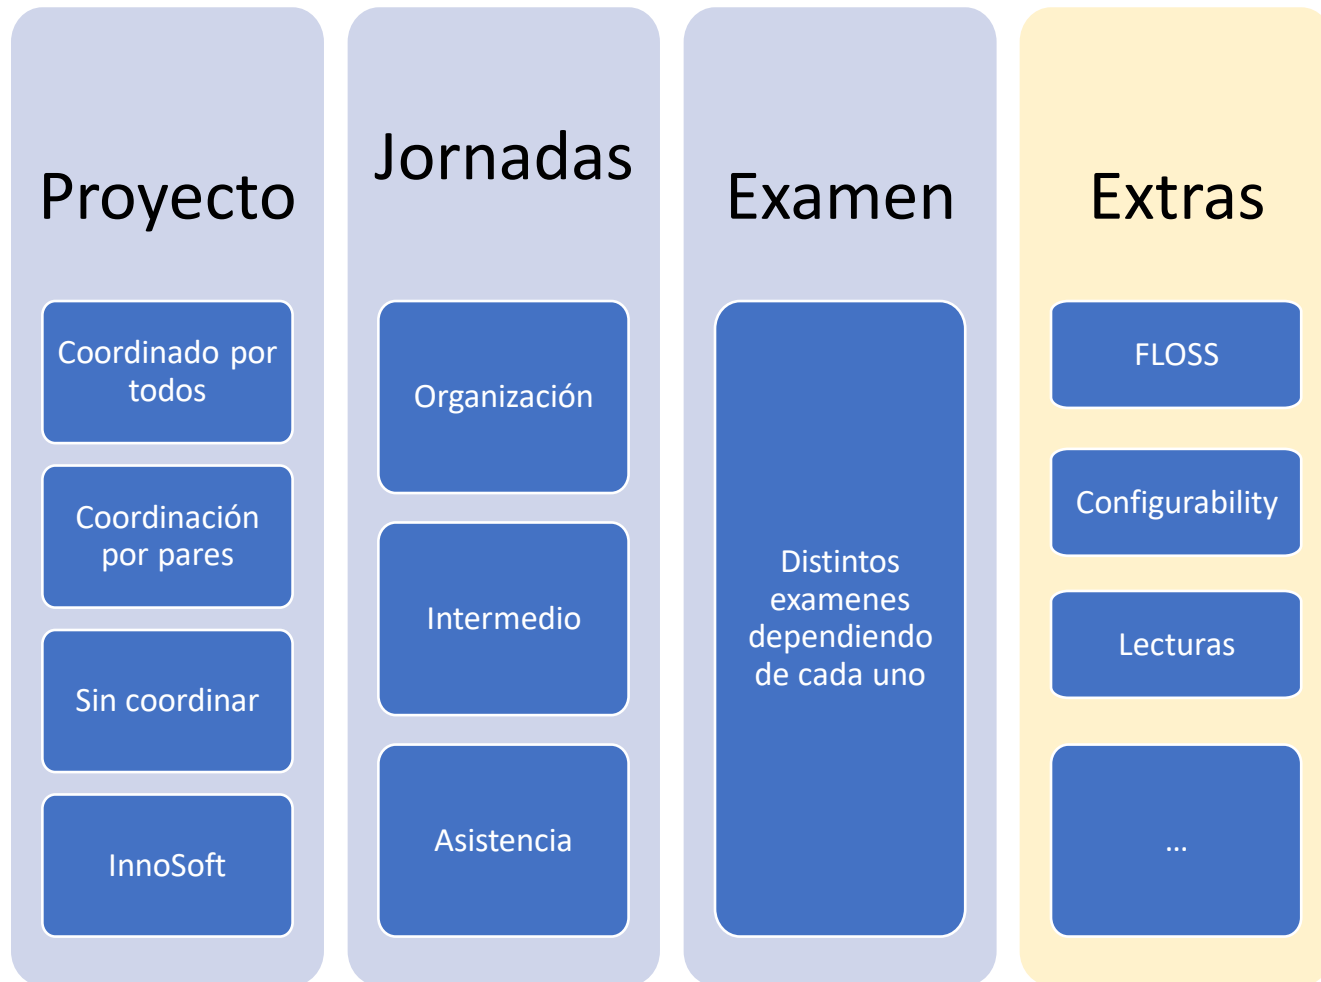 Proyecto
Coordinado por
todos
Coordinación
por pares
Sin coordinar
InnoSoft
Jornadas
Organización
Intermedio
Asistencia
Examen
Distintos
examenes
dependiendo
de cada uno
Extras
FLOSS
Configurability
Lecturas
...